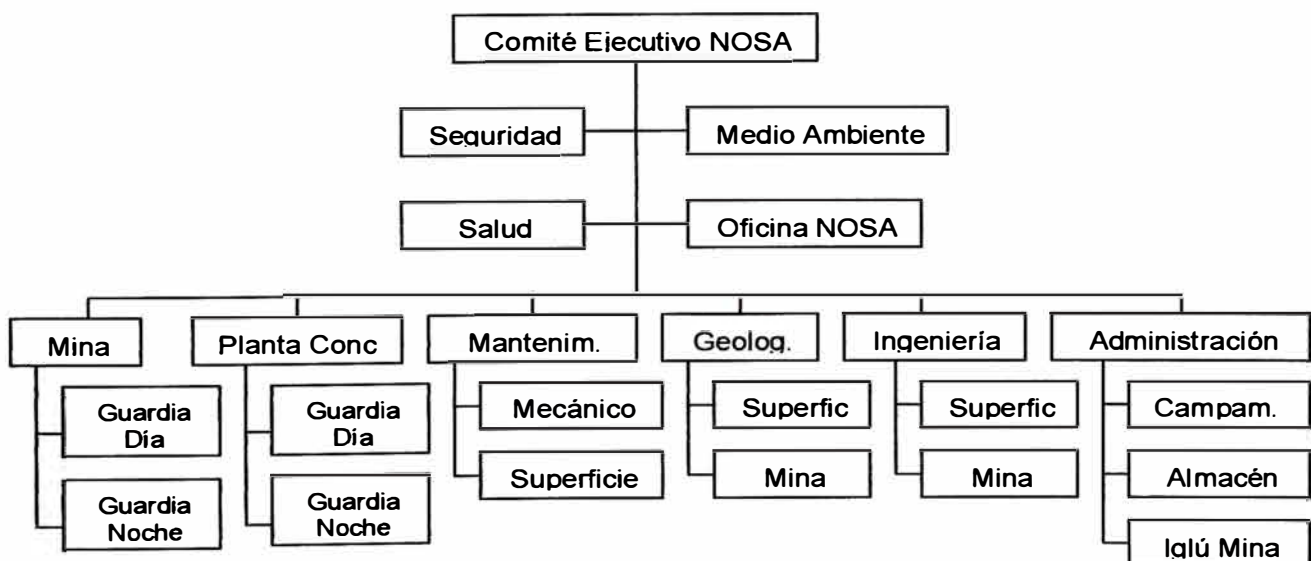 Comité Ejecutivo NOSA
Seguridad
Medio Ambiente
Salud
Oficina NOSA
Mina
Planta Conc
Mantenim.
Geolog.
Ingeniería
Administración
Guardia
Día
Guardia
Día
Mecánico
Superfic
Superfic
Campam.
Guardia
Noche
Guardia
Noche
Superficie
Mina
Mina
Almacén
Iglú Mina